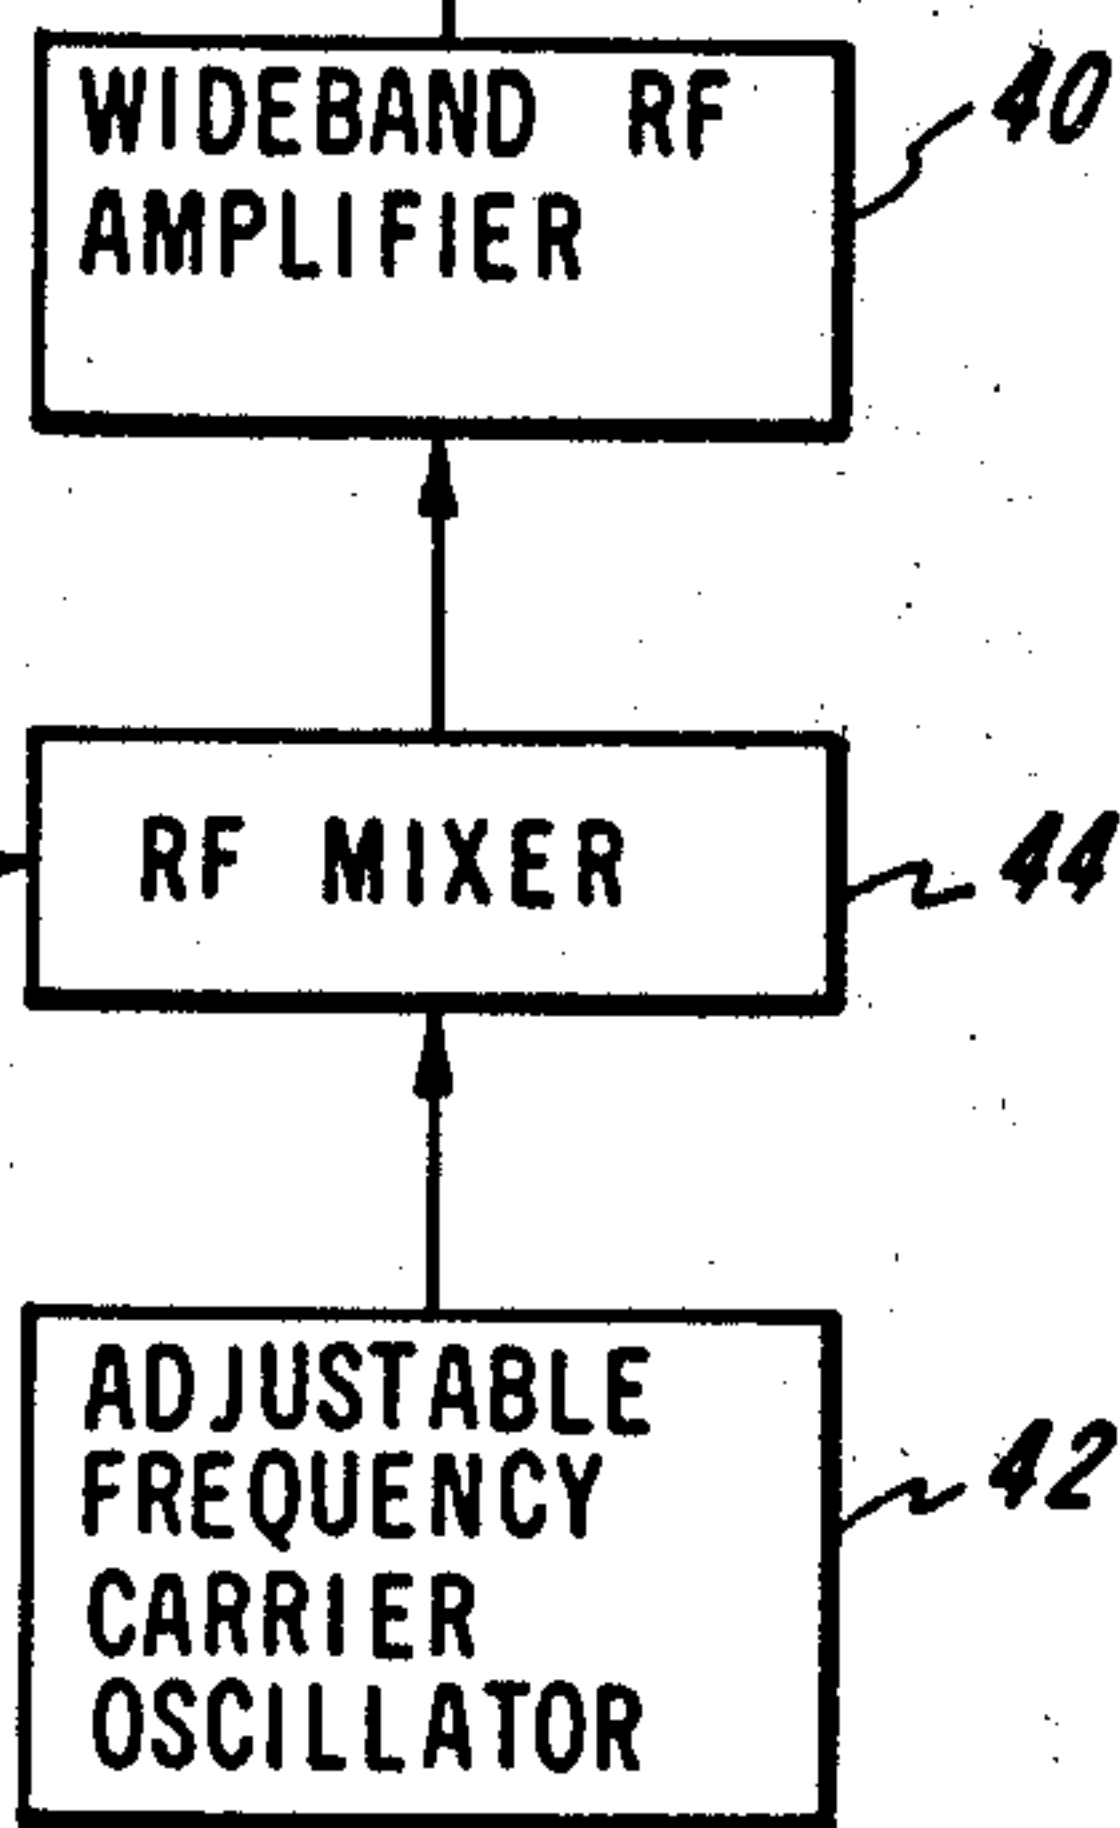 WIDEBAND RF
AMPLIFIER
40
RF MIXER
44
ADJUSTABLE
FREQUENCY
CARRIER
OSCILLATOR
42